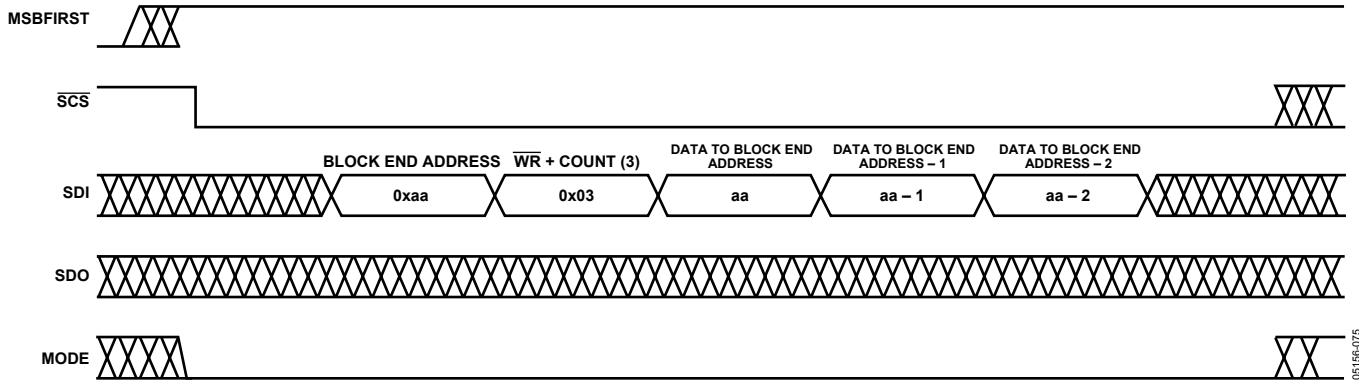 MSBFIRST
SCS
BLOCK END ADDRESS
WR + COUNT (3)
DATA TO BLOCK END
ADDRESS
DATA TO BLOCK END
ADDRESS – 1
DATA TO BLOCK END
ADDRESS – 2
SDI
0xaa
0x03
aa
aa – 1
aa – 2
SDO
MODE
05156-075